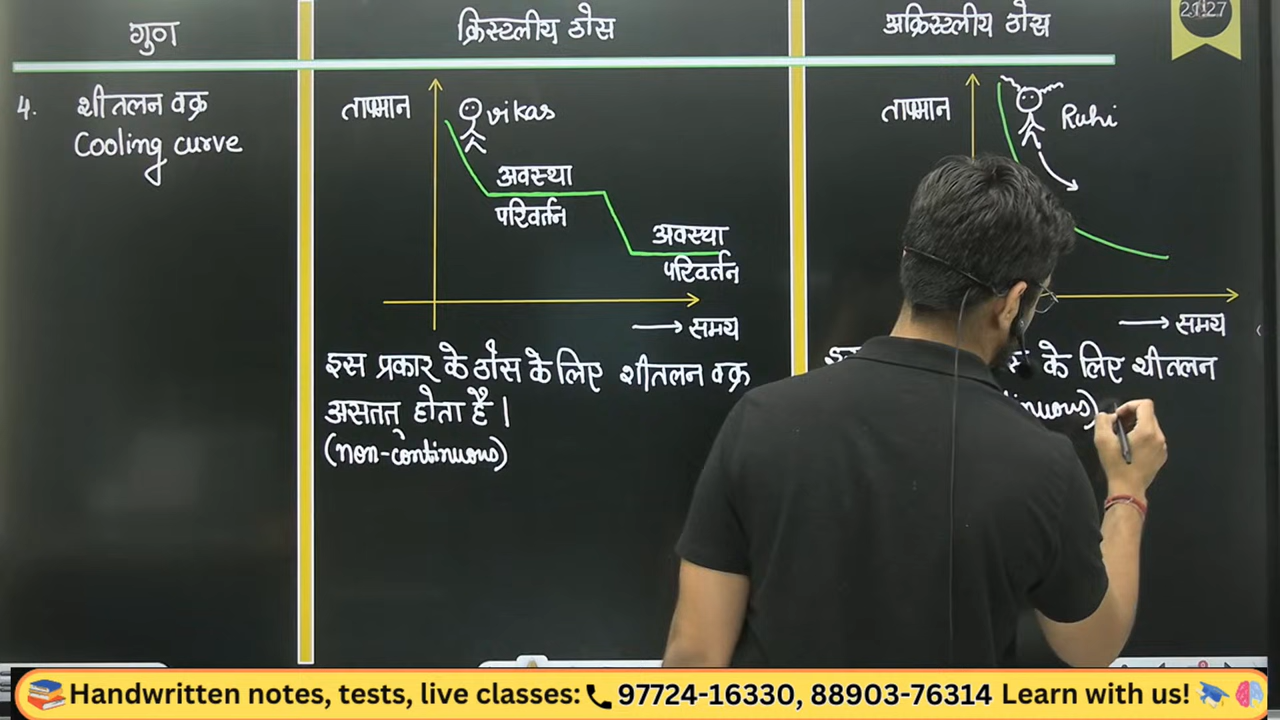 गुण
क्रिस्टलीय ठोस
अक्रिस्टलीय ठोस
21:27
4. शीतलन वक्र
Cooling curve
तापमान
vikas
अवस्था
परिवर्तन
अवस्था
परिवर्तन
→ समय
इस प्रकार के ठोस के लिए शीतलन वक्र
असतत् होता है।
(non-continuous)
तापमान
Ruhi
→ समय
के लिए शीतलन
Handwritten notes, tests, live classes: 97724-16330, 88903-76314 Learn with us!